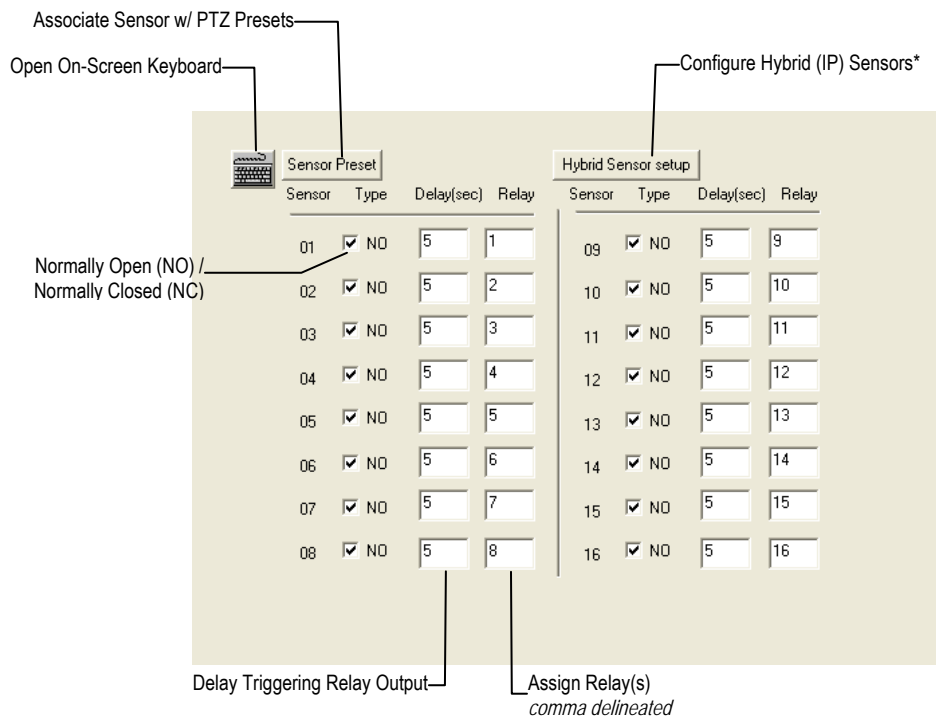 Associate Sensor w/ PTZ Presets
Open On-Screen Keyboard
Configure Hybrid (IP) Sensors*
Sensor Preset
Hybrid Sensor setup
Sensor Type Delay(sec) Relay
Sensor Type Delay(sec) Relay
Normally Open (NO) /
Normally Closed (NC)
01 NO 5 1
02 NO 5 2
03 NO 5 3
04 NO 5 4
05 NO 5 5
06 NO 5 6
07 NO 5 7
08 NO 5 8
09 NO 5 9
10 NO 5 10
11 NO 5 11
12 NO 5 12
13 NO 5 13
14 NO 5 14
15 NO 5 15
16 NO 5 16
Delay Triggering Relay Output
Assign Relay(s)
comma delineated